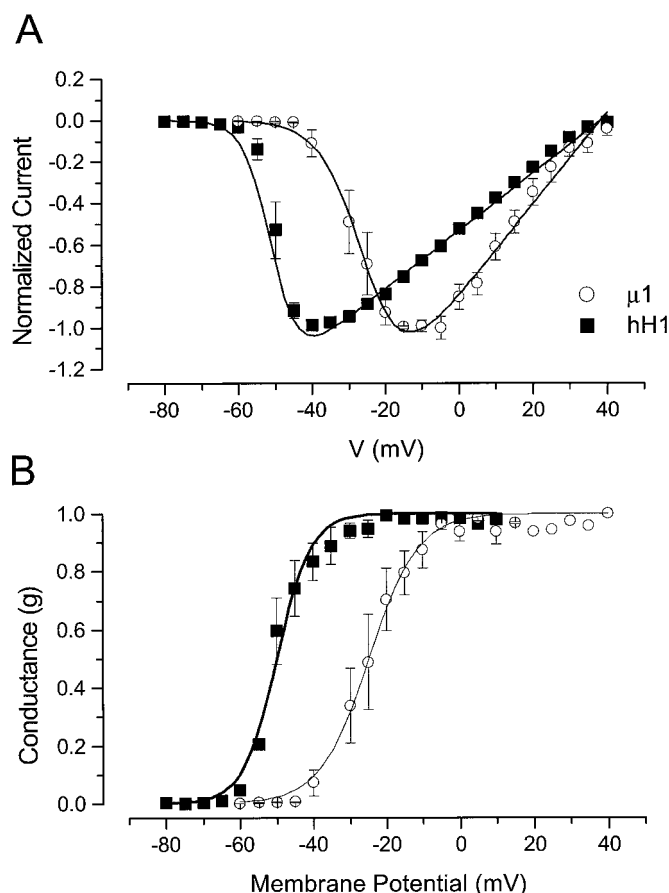 A
0.2
0.0
-0.2
-0.4
-0.6
-0.8
-1.0
-1.2
Normalized Current
μ1
hH1
-80 -60 -40 -20 0 20 40
V (mV)
B
1.0
0.8
0.6
0.4
0.2
0.0
Conductance (g)
-80 -60 -40 -20 0 20 40
Membrane Potential (mV)